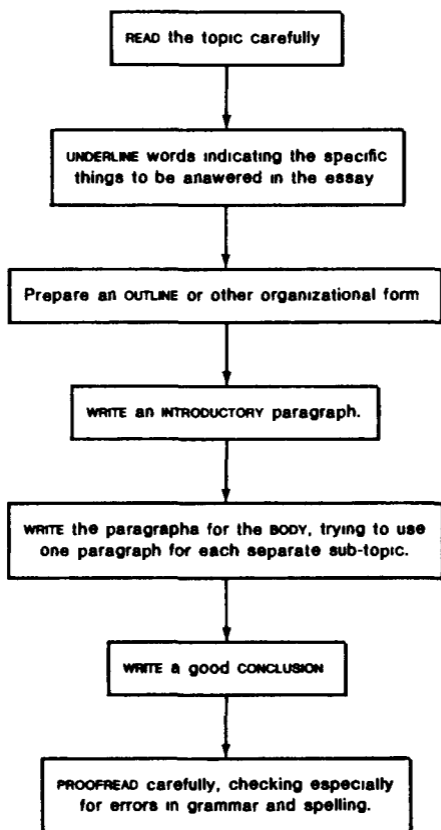 READ the topic carefully
UNDERLINE words indicating the specific
things to be anawered in the essay
Prepare an OUTLINE or other organizational form
WRITE an INTRODUCTORY paragraph.
WRITE the paragrapha for the BODY, trying to use
one paragraph for each separate sub-topic.
WRITE a good CONCLUSION
PROOFREAD carefully, checking especially
for errors in grammar and spelling.